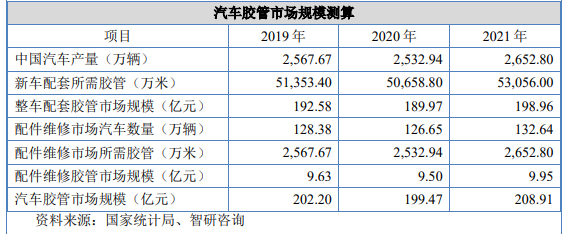 汽车胶管市场规模测算
项目 2019 年 2020 年 2021 年
中国汽车产量（万辆） 2,567.67 2,532.94 2,652.80
新车配套所需胶管（万米） 51,353.40 50,658.80 53,056.00
整车配套胶管市场规模（亿元） 192.58 189.97 198.96
配件维修市场汽车数量（万辆） 128.38 126.65 132.64
配件维修市场所需胶管（万米） 2,567.67 2,532.94 2,652.80
配件维修胶管市场规模（亿元） 9.63 9.50 9.95
汽车胶管市场规模（亿元） 202.20 199.47 208.91
资料来源：国家统计局、智研咨询